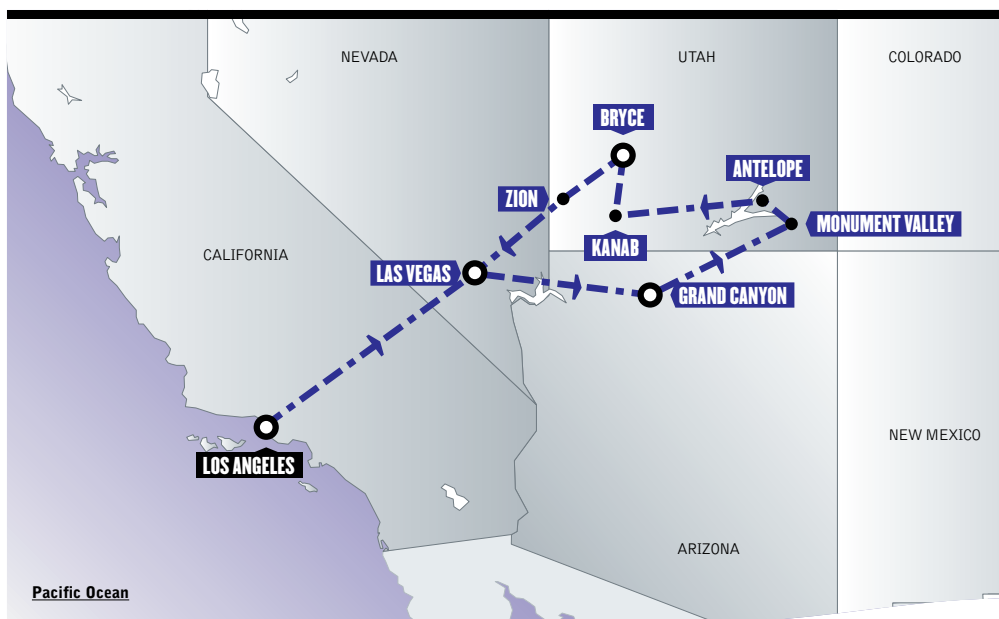 NEVADA
UTAH
COLORADO
BRYCE
ANTELOPE
ZION
MONUMENT VALLEY
KANAB
CALIFORNIA
LAS VEGAS
GRAND CANYON
NEW MEXICO
LOS ANGELES
ARIZONA
Pacific Ocean